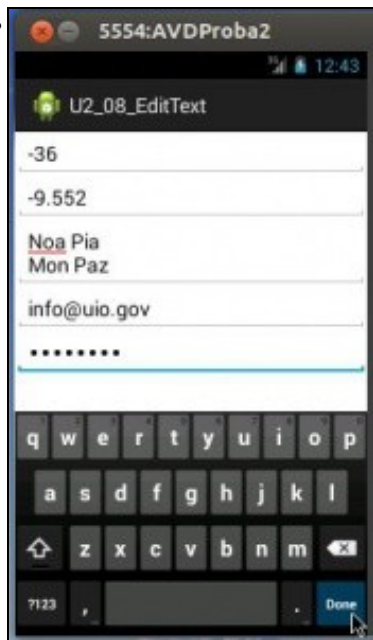 5554:AVDProba2
12:43
U2_08_EditText
-36
-9.552
Noa Pia
Mon Paz
info@uio.gov
••••••••
q w e r t y u i o p
a s d f g h j k l
z x c v b n m
?123 , . Done